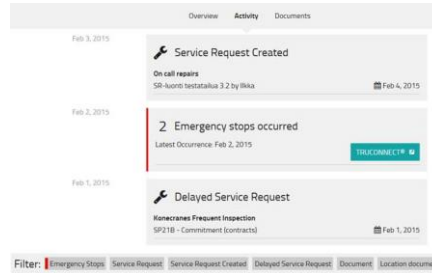 Overview Activity Documents
Feb 3, 2015
Service Request Created
On call repairs
SR-luonti testatailua 3.2 by Ilkka
Feb 4, 2015
Feb 2, 2015
2 Emergency stops occurred
Latest Occurrence: Feb 2, 2015
TRUCONNECT®
Feb 1, 2015
Delayed Service Request
Konecranes Frequent Inspection
SP21B - Commitment (contracts)
Feb 1, 2015
Filter: Emergency Stops Service Request Service Request Created Delayed Service Request Document Location docume